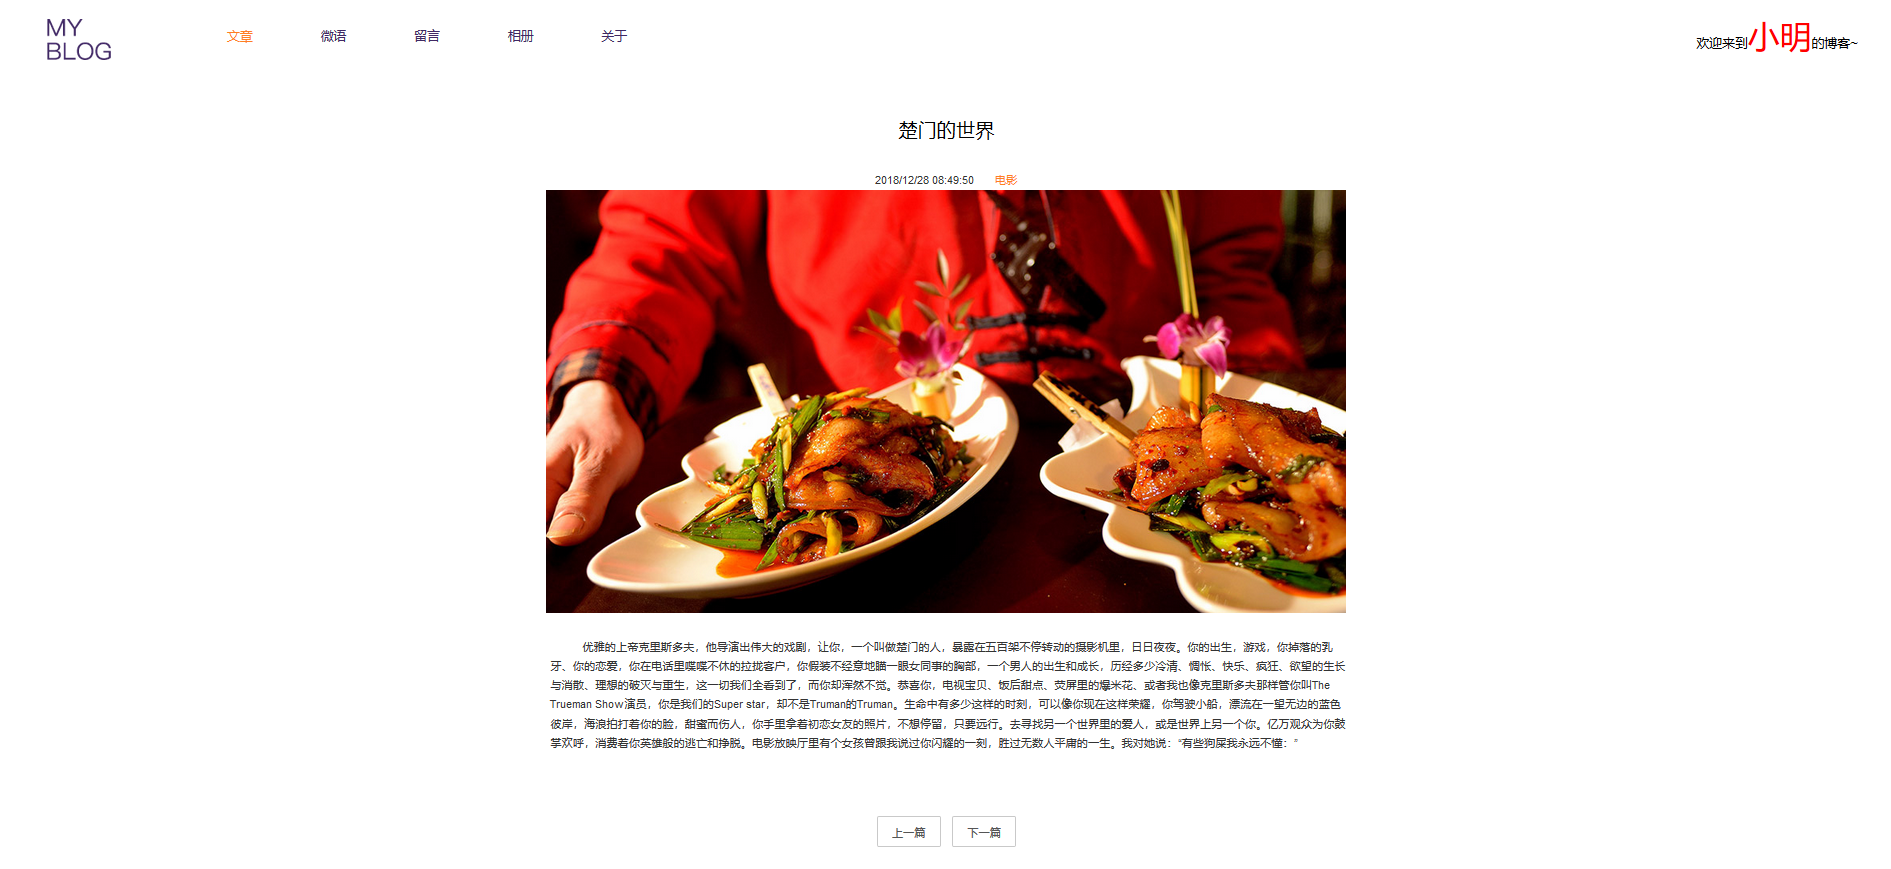 MY
BLOG
文章
微语
留言
相册
关于
欢迎来到小明的博客~
楚门的世界
2018/12/28 08:49:50 电影
优雅的上帝克里斯多夫，他导演出伟大的戏剧，让你，一个叫做楚门的人，暴露在五百架不停转动的摄影机里，日日夜夜。你的出生，游戏，你掉落的乳
牙、你的恋爱，你在电话里喋喋不休的拉拢客户，你假装不经意地瞄一眼女同事的胸部，一个男人的出生和成长，历经多少冷清、惆怅、快乐、疯狂、欲望的生长
与消散、理想的破灭与重生，这一切我们全看到了，而你却浑然不觉。恭喜你，电视宝贝、饭后甜点、荧屏里的爆米花、或者我也像克里斯多夫那样管你叫The
Trueman Show演员，你是我们的Super star，却不是Truman的Truman。生命中有多少这样的时刻，可以像你现在这样荣耀，你驾驶小船，漂流在一望无边的蓝色
彼岸，海浪拍打着你的脸，甜蜜而伤人，你手里拿着初恋女友的照片，不想停留，只要远行。去寻找另一个世界里的爱人，或是世界上另一个你。亿万观众为你鼓
掌欢呼，消费着你英雄般的逃亡和挣脱。电影放映厅里有个女孩曾跟我说过你闪耀的一刻，胜过无数人平庸的一生。我对她说：“有些狗屎我永远不懂：”
上一篇
下一篇